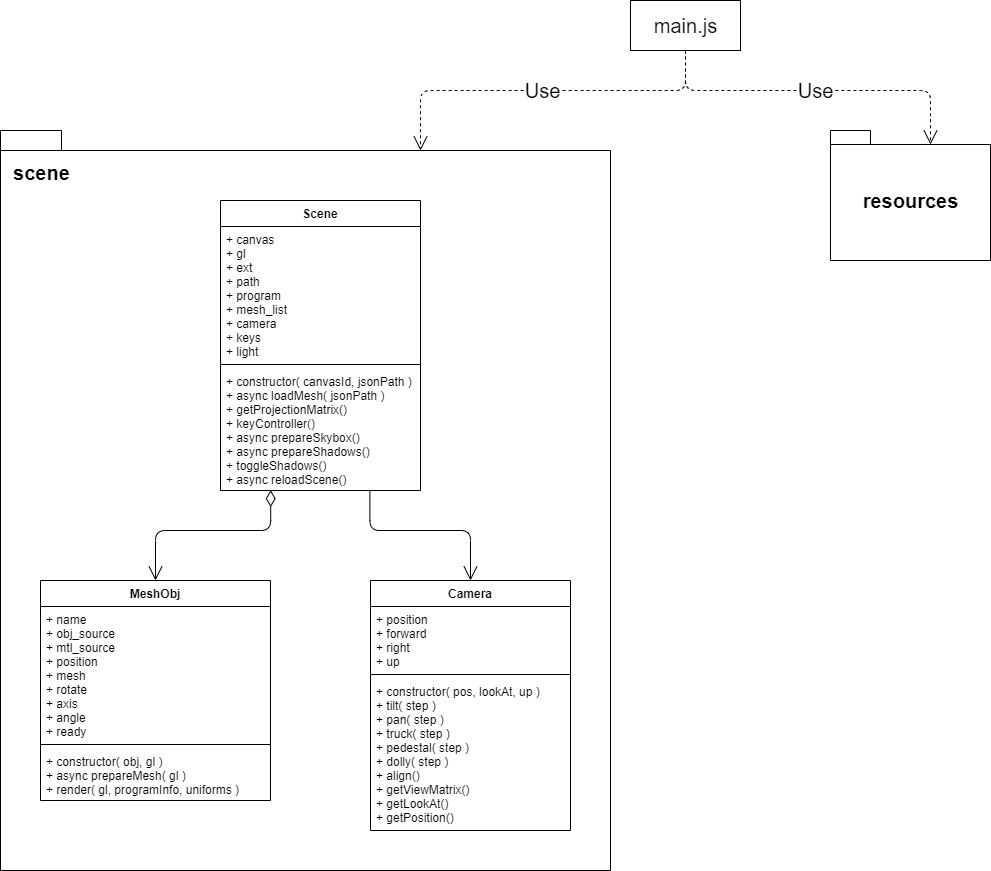 main.js
Use
Use
scene
resources
Scene
+ canvas
+ gl
+ ext
+ path
+ program
+ mesh_list
+ camera
+ keys
+ light
+ constructor( canvasId, jsonPath )
+ async loadMesh( jsonPath )
+ getProjectionMatrix()
+ keyController()
+ async prepareSkybox()
+ async prepareShadows()
+ toggleShadows()
+ async reloadScene()
MeshObj
+ name
+ obj_source
+ mtl_source
+ position
+ mesh
+ rotate
+ axis
+ angle
+ ready
+ constructor( obj, gl )
+ async prepareMesh( gl )
+ render( gl, programInfo, uniforms )
Camera
+ position
+ forward
+ right
+ up
+ constructor( pos, lookAt, up )
+ tilt( step )
+ pan( step )
+ truck( step )
+ pedestal( step )
+ dolly( step )
+ align()
+ getViewMatrix()
+ getLookAt()
+ getPosition()